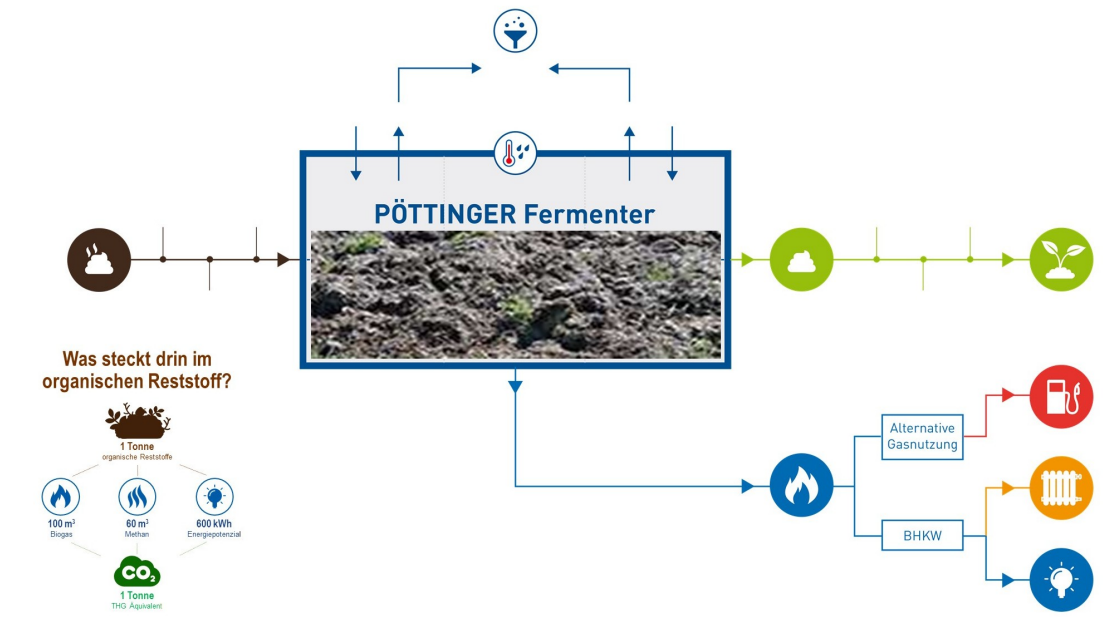 PÖTTINGER Fermenter
Was steckt drin im
organischen Reststoff?
1 Tonne
organische Reststoffe
100 m³
Biogas
60 m³
Methan
600 kWh
Energiepotenzial
CO₂
1 Tonne
THG Äquivalent
Alternative
Gasnutzung
BHKW